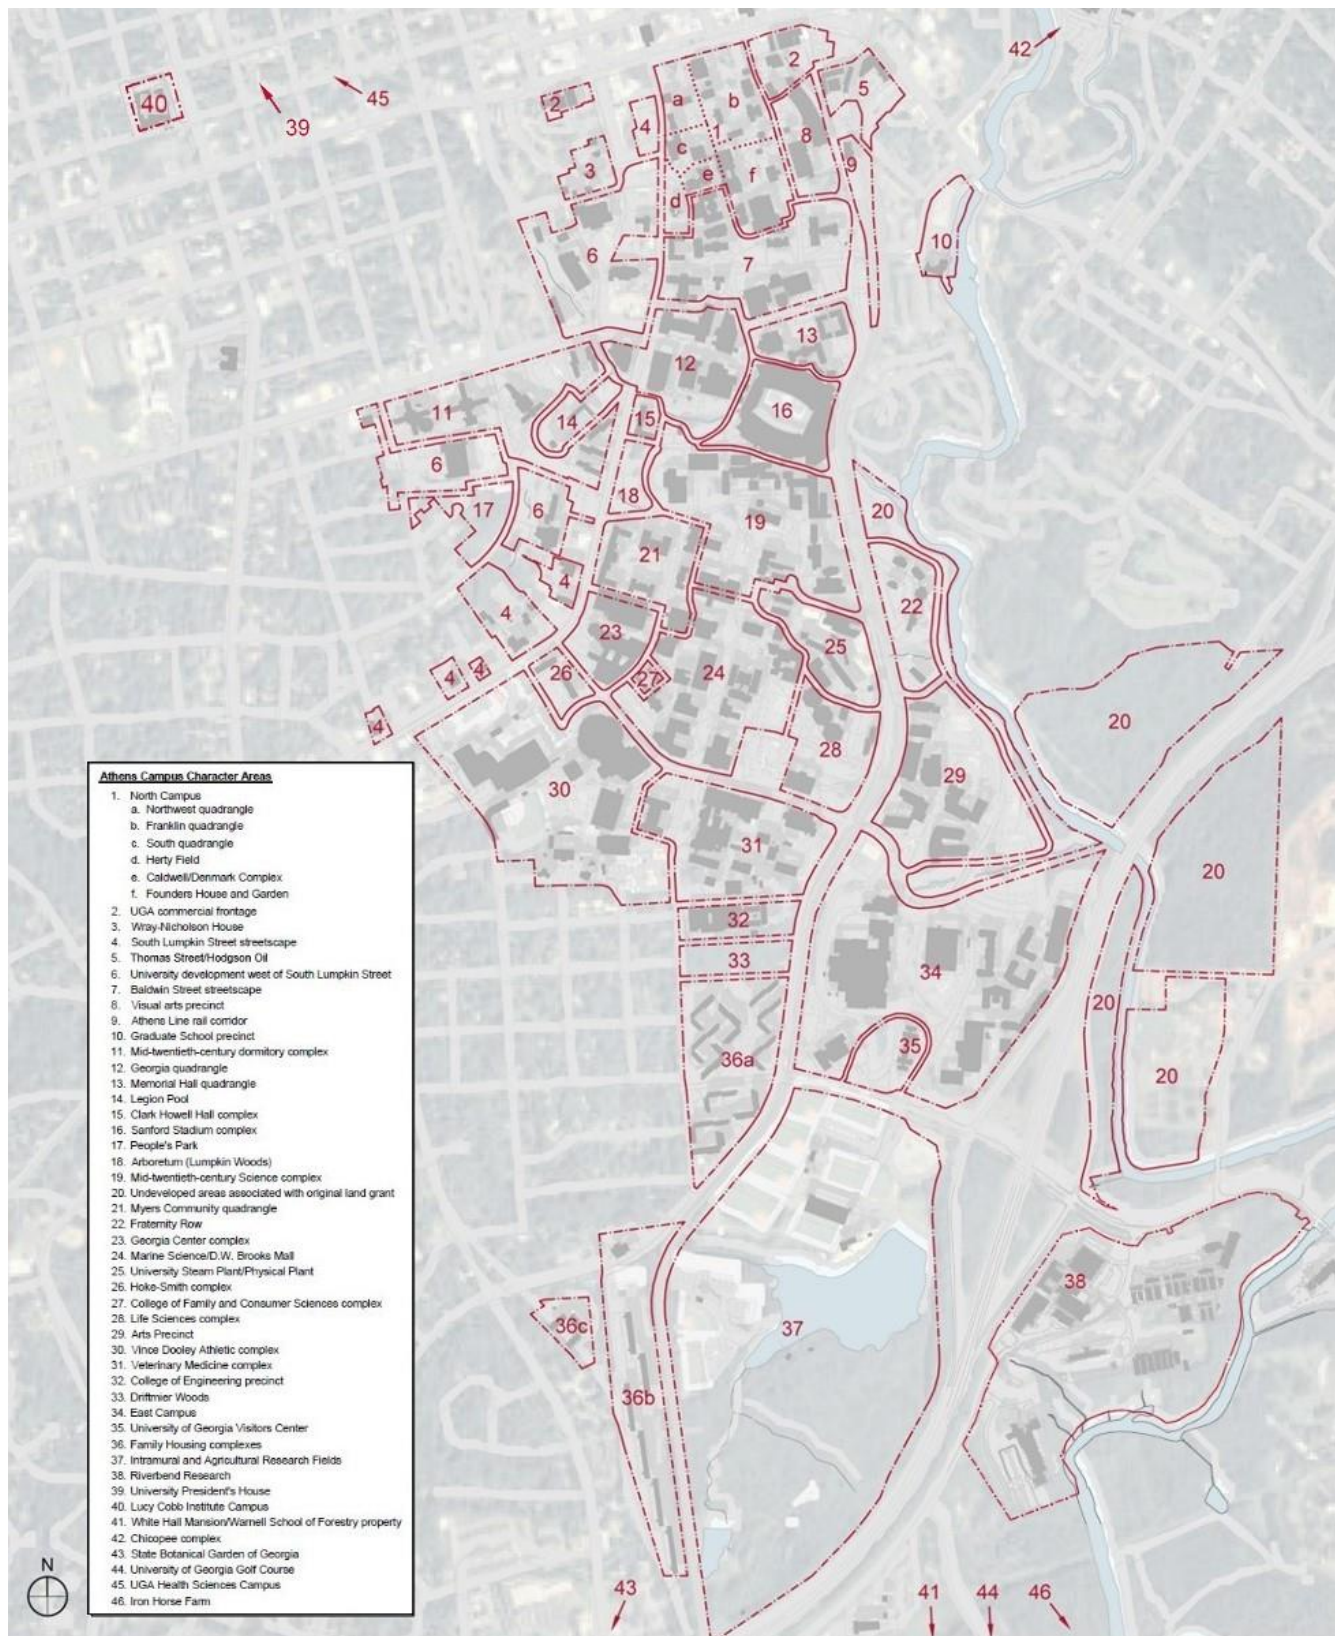 42
2
5
40
45
39
2
a
b
4
1
8
c
9
3
e
f
d
10
6
7
13
12
16
11
14
15
6
18
17
6
20
19
21
4
22
4
23
25
26
27
24
4
4
4
20
28
29
30
31
20
32
33
34
20
36a
35
20
38
36c
37
36b
43
41
44
46
N
Athens Campus Character Areas
1. North Campus
a. Northwest quadrangle
b. Franklin quadrangle
c. South quadrangle
d. Herty Field
e. Caldwell/Denmark Complex
f. Founders House and Garden
2. UGA commercial frontage
3. Wray-Nicholson House
4. South Lumpkin Street streetscape
5. Thomas Street/Hodgson Oil
6. University development west of South Lumpkin Street
7. Baldwin Street streetscape
8. Visual arts precinct
9. Athens Line rail corridor
10. Graduate School precinct
11. Mid-twentieth-century dormitory complex
12. Georgia quadrangle
13. Memorial Hall quadrangle
14. Legion Pool
15. Clark Howell Hall complex
16. Sanford Stadium complex
17. People's Park
18. Arboretum (Lumpkin Woods)
19. Mid-twentieth-century Science complex
20. Undeveloped areas associated with original land grant
21. Myers Community quadrangle
22. Fraternity Row
23. Georgia Center complex
24. Marine Science/D.W. Brooks Mall
25. University Steam Plant/Physical Plant
26. Hoke-Smith complex
27. College of Family and Consumer Sciences complex
28. Life Sciences complex
29. Arts Precinct
30. Vince Dooley Athletic complex
31. Veterinary Medicine complex
32. College of Engineering precinct
33. Driftmier Woods
34. East Campus
35. University of Georgia Visitors Center
36. Family Housing complexes
37. Intramural and Agricultural Research Fields
38. Riverbend Research
39. University President's House
40. Lucy Cobb Institute Campus
41. White Hall Mansion/Warnell School of Forestry property
42. Chicopee complex
43. State Botanical Garden of Georgia
44. University of Georgia Golf Course
45. UGA Health Sciences Campus
46. Iron Horse Farm